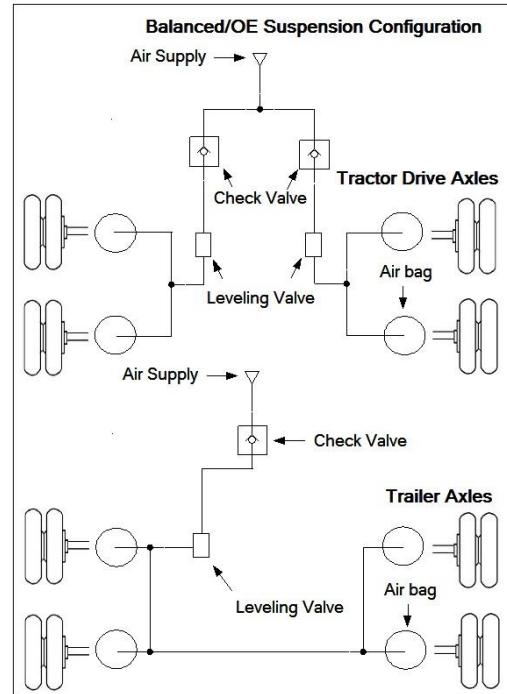 Balanced/OE Suspension Configuration
Air Supply
Check Valve
Tractor Drive Axles
Leveling Valve
Air bag
Air Supply
Check Valve
Trailer Axles
Leveling Valve
Air bag